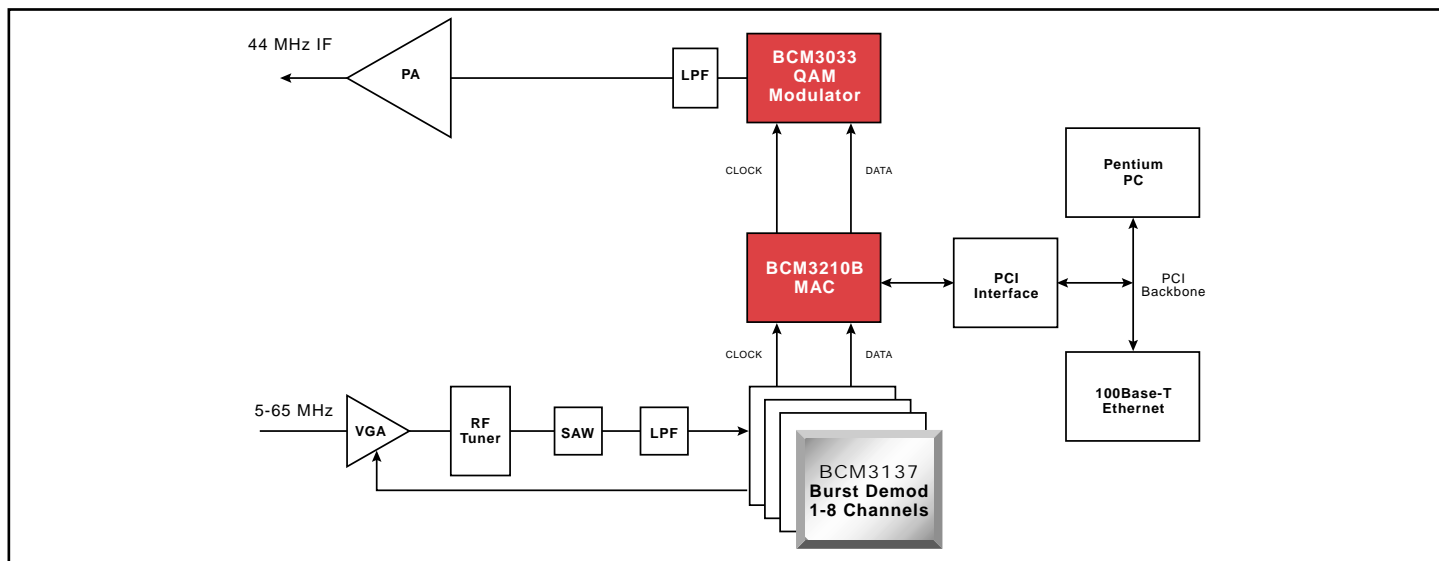 44 MHz IF
PA
LPF
BCM3033
QAM
Modulator
CLOCK
DATA
Pentium
PC
BCM3210B
MAC
PCI
Interface
PCI
Backbone
CLOCK
DATA
100Base-T
Ethernet
5-65 MHz
VGA
RF
Tuner
SAW
LPF
BCM3137
Burst Demod
1-8 Channels